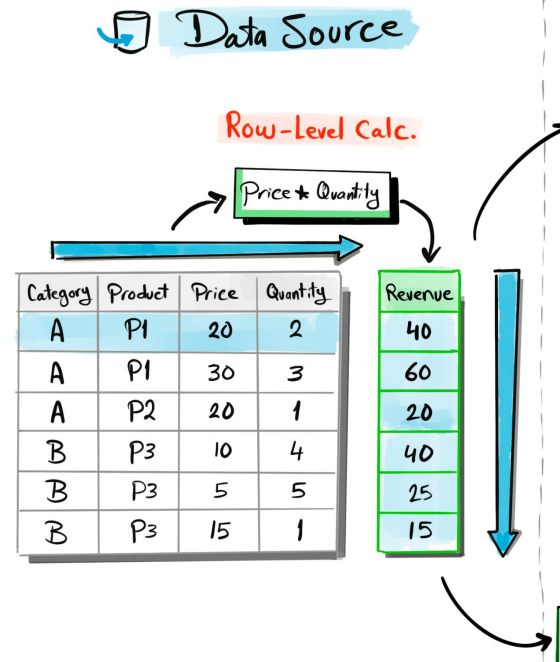 Data Source
Row-Level Calc.
Price * Quantity
Category Product Price Quantity Revenue
A P1 20 2 40
A P1 30 3 60
A P2 20 1 20
B P3 10 4 40
B P3 5 5 25
B P3 15 1 15